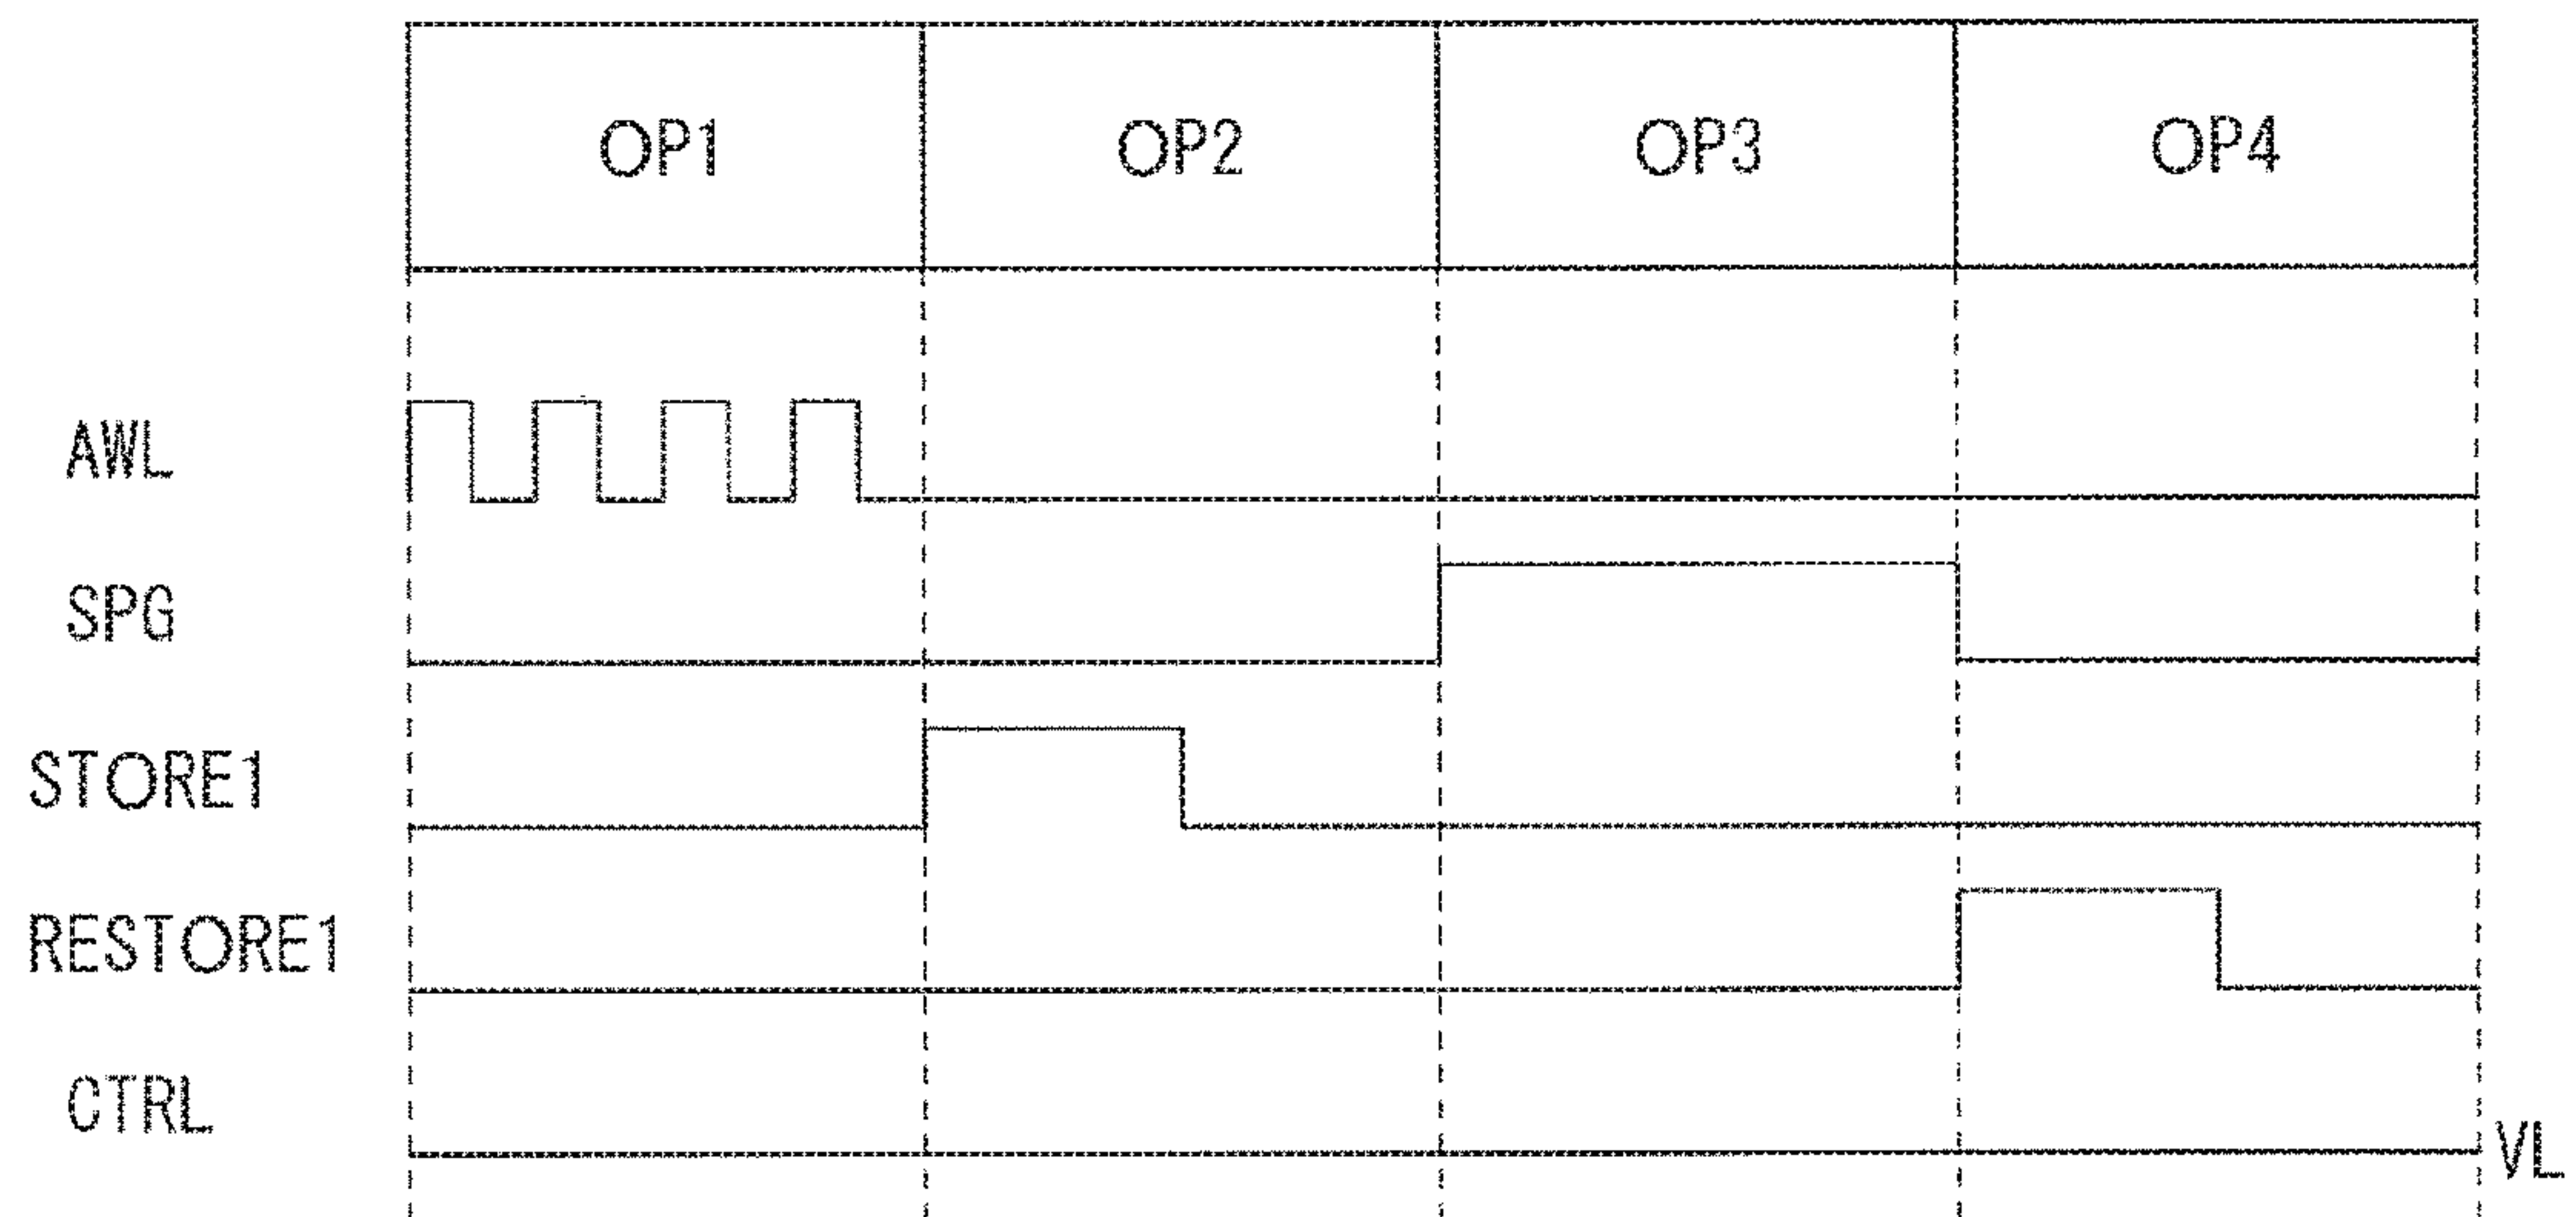 OP1 OP2 OP3 OP4
AWL
SPG
STORE1
RESTORE1
CTRL
VL